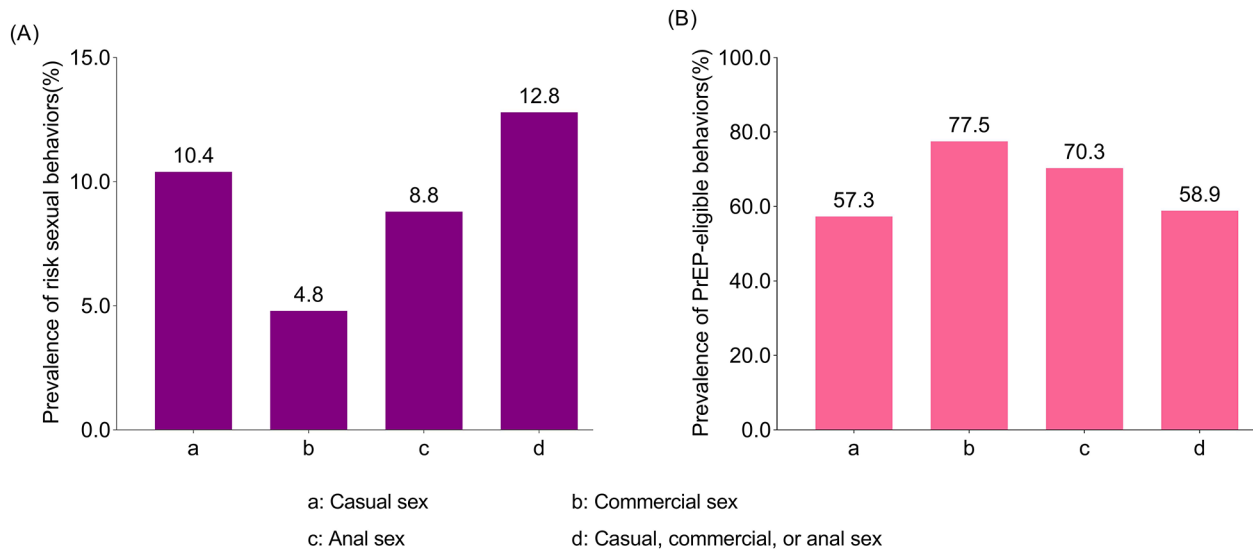 (A)
Prevalence of risk sexual behaviors(%)
15.0
10.0
5.0
0.0
10.4
4.8
8.8
12.8
a
b
c
d
(B)
Prevalence of PrEP-eligible behaviors(%)
100.0
80.0
60.0
40.0
20.0
0.0
57.3
77.5
70.3
58.9
a
b
c
d
a: Casual sex
b: Commercial sex
c: Anal sex
d: Casual, commercial, or anal sex